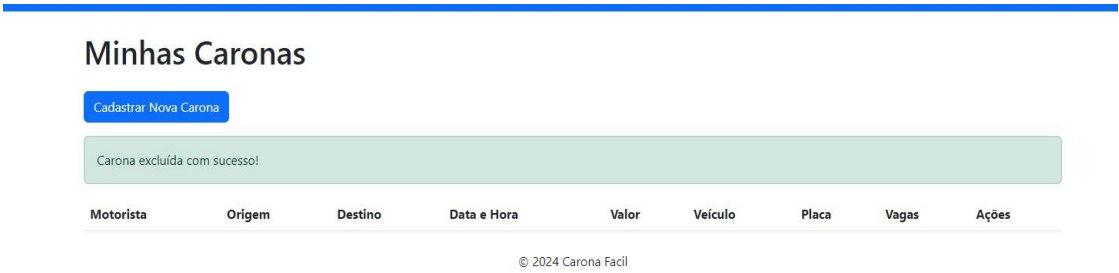 Minhas Caronas
Cadastrar Nova Carona
Carona excluída com sucesso!
Motorista Origem Destino Data e Hora Valor Veículo Placa Vagas Ações
© 2024 Carona Facil